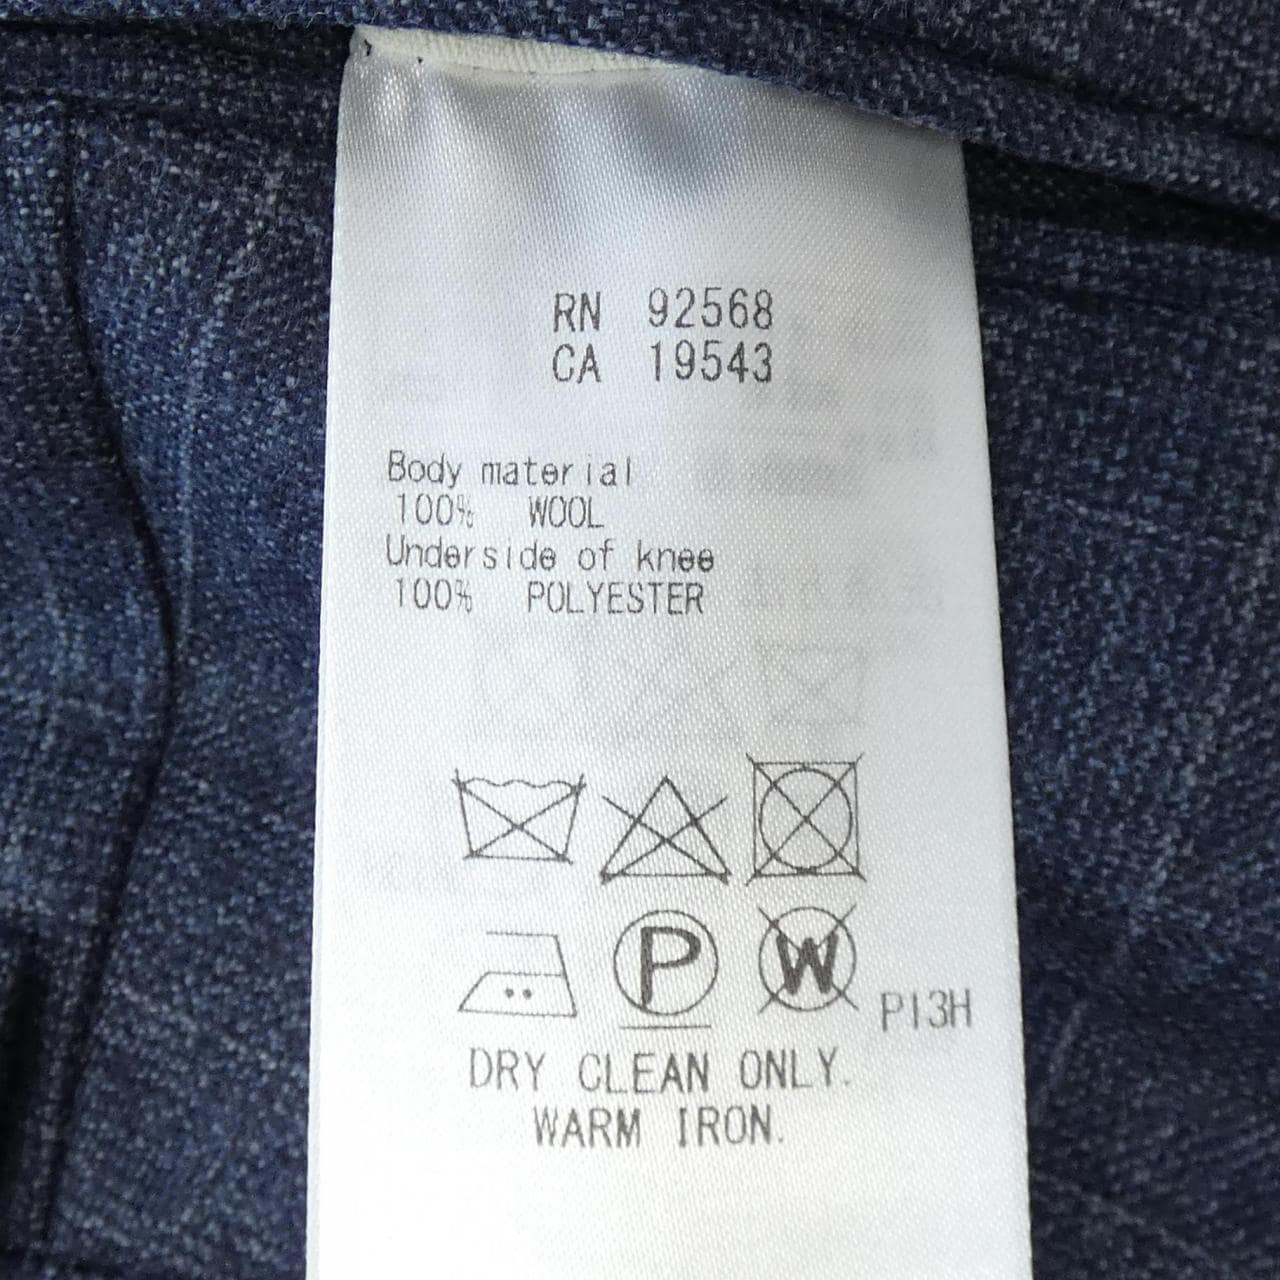 RN 92568
CA 19543
Body material
100% WOOL
Underside of knee
100% POLYESTER
P W P13H
DRY CLEAN ONLY.
WARM IRON.